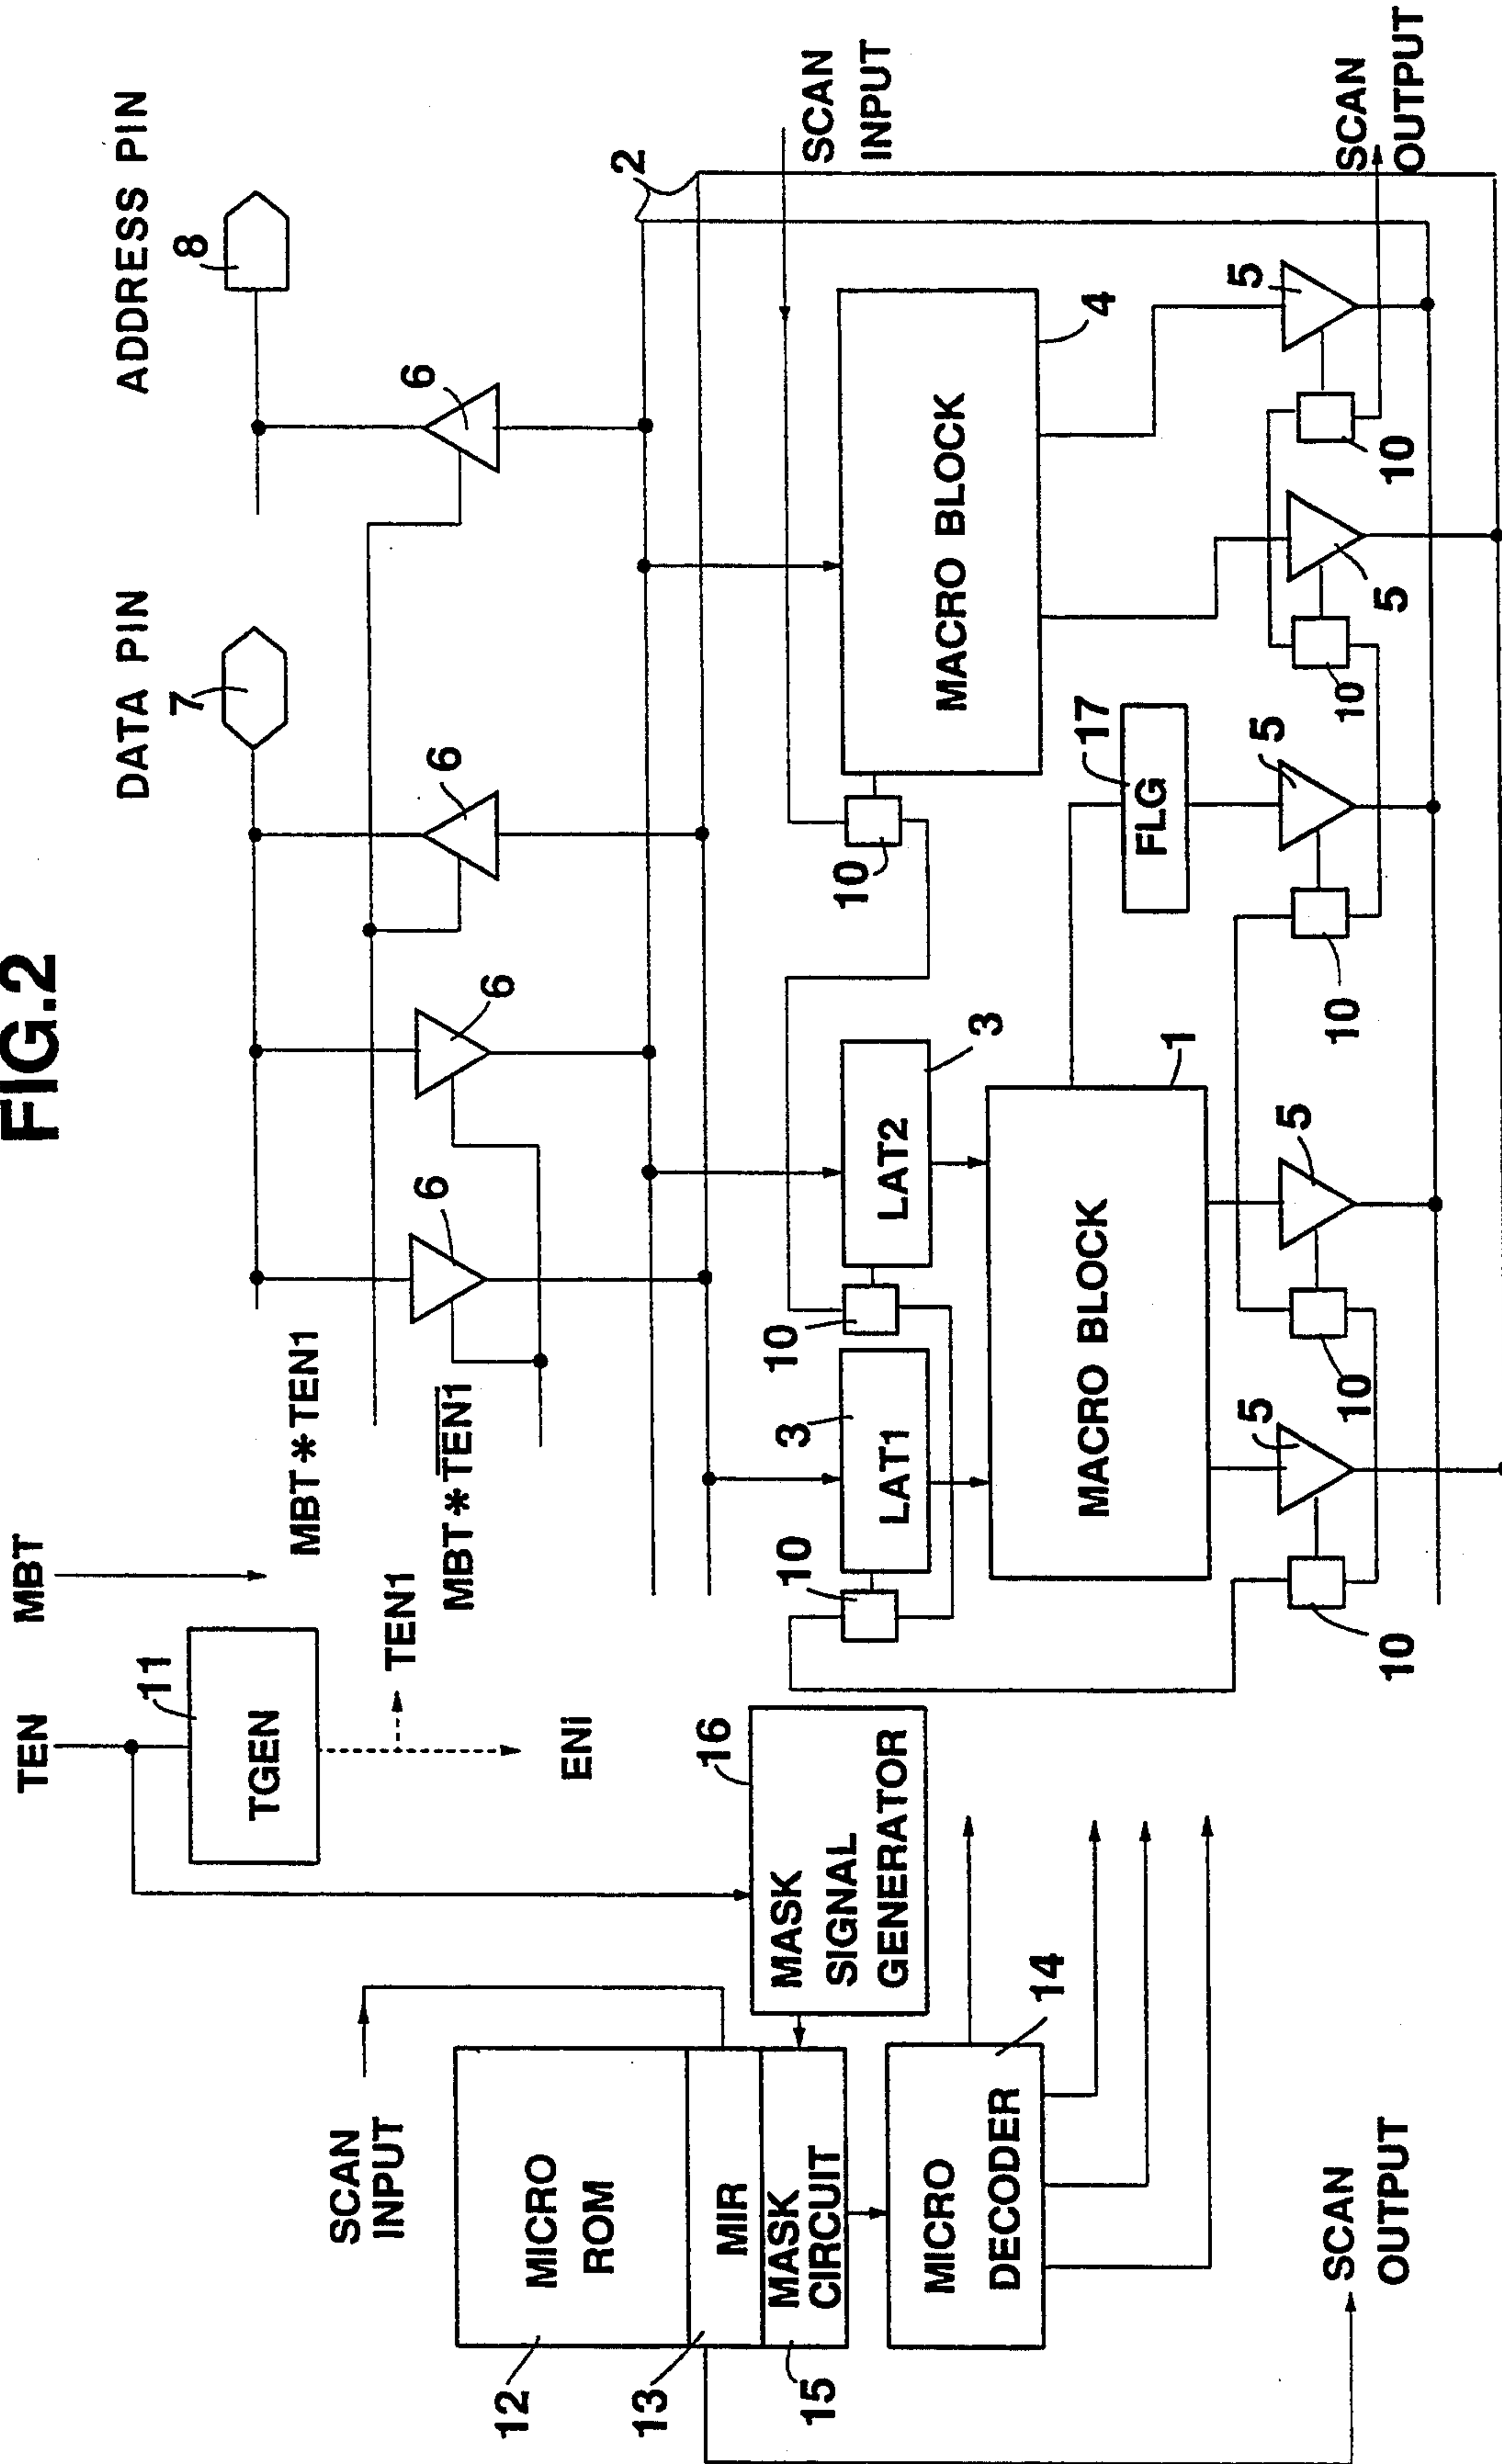 FIG.2
TEN
MBT
DATA PIN
ADDRESS PIN
11
TGEN
7
8
MBT*TEN1
TEN1
MBT*T̅E̅N̅1̅
ENi
6
6
6
6
2
SCAN
INPUT
SCAN
INPUT
12
MICRO
ROM
13
MIR
15
MASK
CIRCUIT
16
MASK
SIGNAL
GENERATOR
14
MICRO
DECODER
SCAN
OUTPUT
10
3
LAT1
10
LAT2
3
10
MACRO BLOCK
4
MACRO BLOCK
1
17
FLG
5
5
5
5
5
10
10
10
10
10
SCAN
OUTPUT